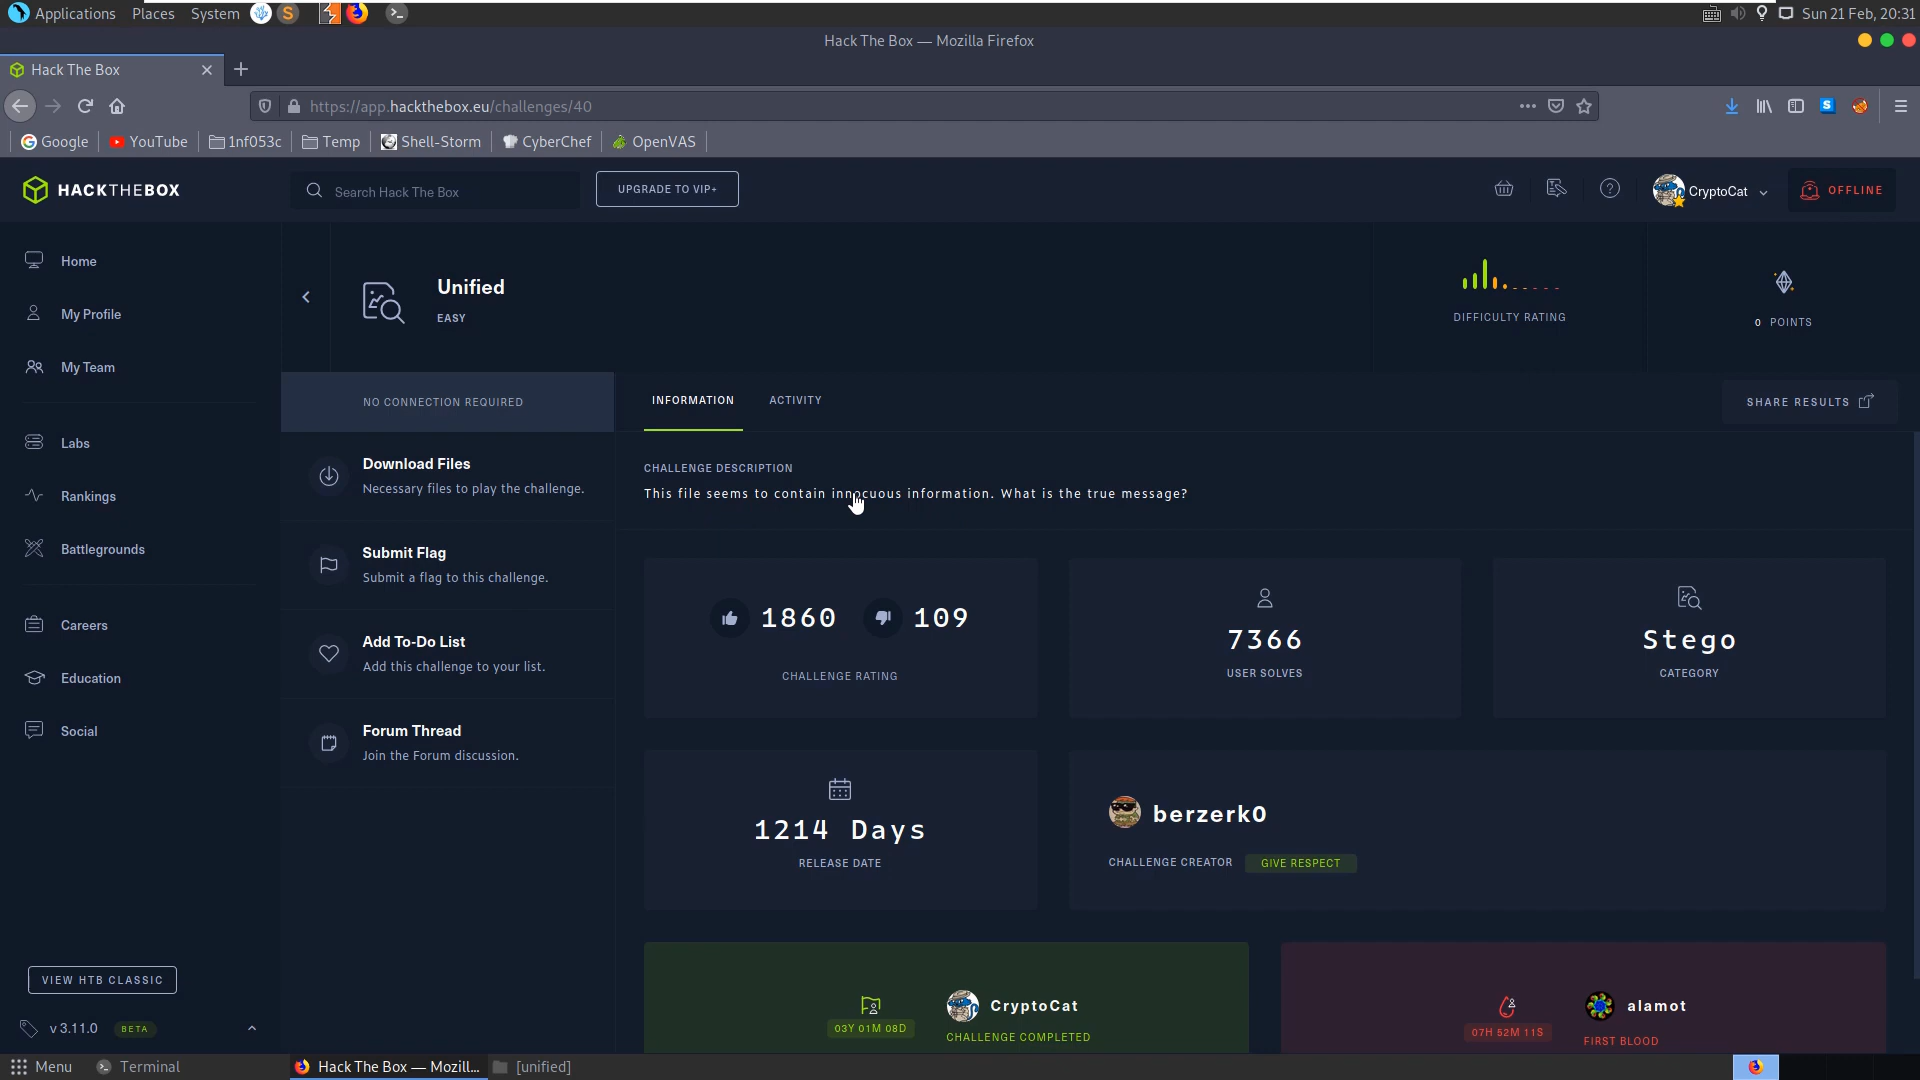 Applications Places System Sun 21 Feb, 20:31
Hack The Box — Mozilla Firefox
Hack The Box
https://app.hackthebox.eu/challenges/40
Google YouTube 1nf053c Temp Shell-Storm CyberChef OpenVAS
HACKTHEBOX Search Hack The Box UPGRADE TO VIP+ CryptoCat OFFLINE
Home
My Profile
My Team
Labs
Rankings
Battlegrounds
Careers
Education
Social
VIEW HTB CLASSIC
v 3.11.0 BETA
Unified
EASY
DIFFICULTY RATING
0 POINTS
NO CONNECTION REQUIRED
Download Files
Necessary files to play the challenge.
Submit Flag
Submit a flag to this challenge.
Add To-Do List
Add this challenge to your list.
Forum Thread
Join the Forum discussion.
INFORMATION ACTIVITY SHARE RESULTS
CHALLENGE DESCRIPTION
This file seems to contain innocuous information. What is the true message?
1860 109
CHALLENGE RATING
7366
USER SOLVES
Stego
CATEGORY
1214 Days
RELEASE DATE
berzerk0
CHALLENGE CREATOR GIVE RESPECT
03Y 01M 08D
CryptoCat
CHALLENGE COMPLETED
07H 52M 11S
alamot
FIRST BLOOD
Menu Terminal Hack The Box — Mozill... [unified]